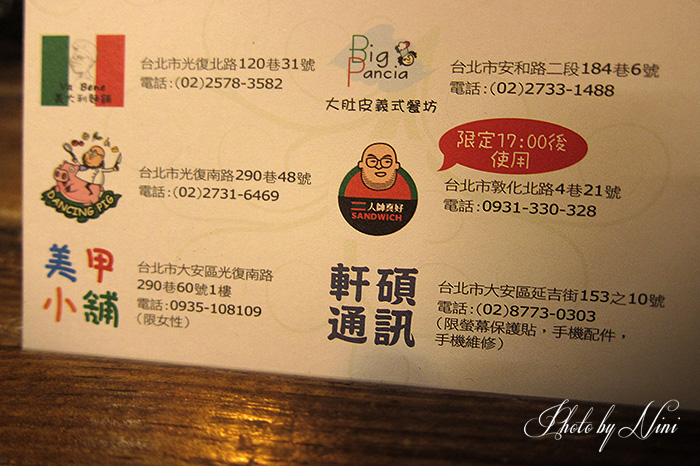 Va Bene
義大利麵館
台北市光復北路120巷31號
電話:(02)2578-3582
Big
Pancia
大肚皮義式餐坊
台北市安和路二段184巷6號
電話:(02)2733-1488
DANCING PIG
台北市光復南路290巷48號
電話:(02)2731-6469
限定17:00後
使用
三人師喜好
SANDWICH
台北市敦化北路4巷21號
電話:0931-330-328
美甲
小舖
台北市大安區光復南路
290巷60號1樓
電話:0935-108109
(限女性)
軒碩
通訊
台北市大安區延吉街153之10號
電話:(02)8773-0303
(限螢幕保護貼，手機配件，
手機維修)
Photo by Nini